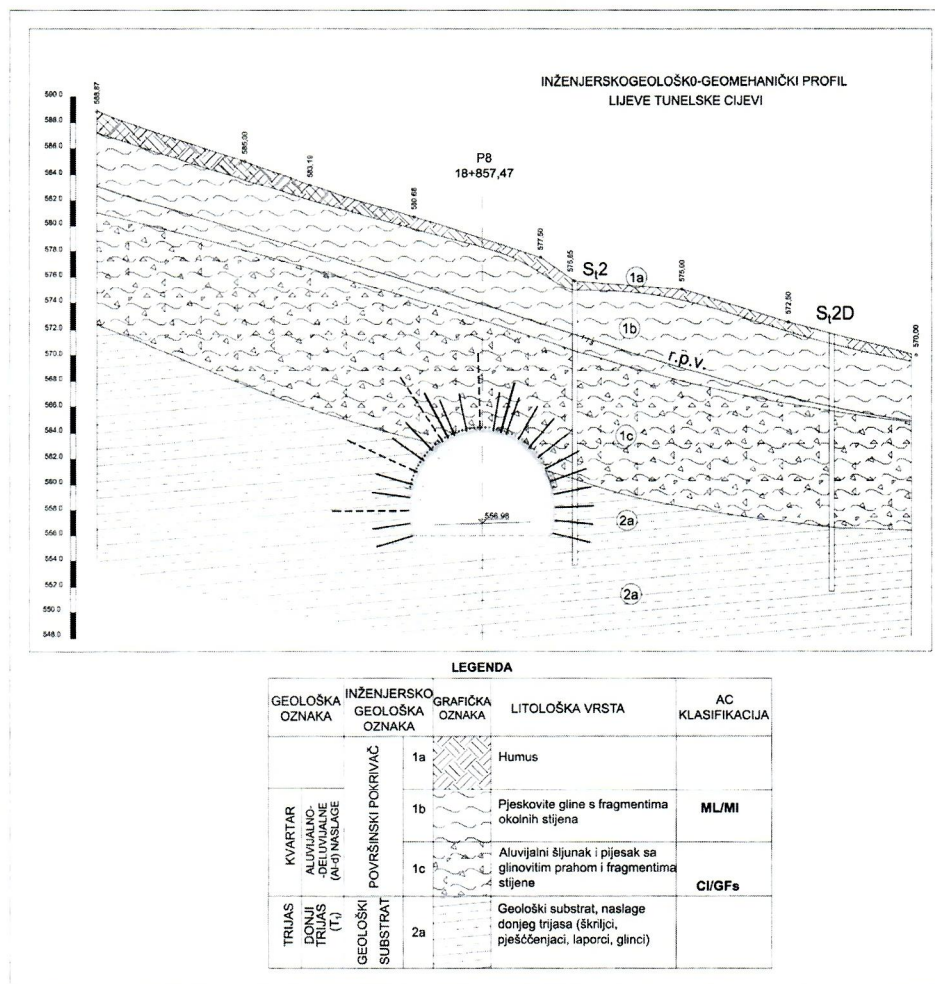 INŽENJERSKOGEOLOŠK0-GEOMEHANIČKI PROFIL
LIJEVE TUNELSKE CIJEVI
P8
18+857,47
590.0
588.0
586.0
584.0
582.0
580.0
578.0
576.0
574.0
572.0
570.0
568.0
566.0
564.0
562.0
560.0
558.0
556.0
554.0
552.0
550.0
548.0
588,87
585,00
583,19
580,68
577,50
575,85
575,00
572,50
570,00
St2
1a
1b
St2D
r.p.v.
1c
556.98
2a
2a
LEGENDA
GEOLOŠKA OZNAKA
INŽENJERSKO GEOLOŠKA OZNAKA
GRAFIČKA OZNAKA
LITOLOŠKA VRSTA
AC KLASIFIKACIJA
KVARTAR
ALUVIJALNO-
-DELUVIJALNE
(Al-d) NASLAGE
POVRŠINSKI POKRIVAČ
1a
Humus
1b
Pjeskovite gline s fragmentima
okolnih stijena
ML/MI
1c
Aluvijalni šljunak i pijesak sa
glinovitim prahom i fragmentima
stijene
CI/GFs
TRIJAS
DONJI
TRIJAS
(T1)
GEOLOŠKI
SUBSTRAT
2a
Geološki substrat, naslage
donjeg trijasa (škriljci,
pješččenjaci, laporci, glinci)